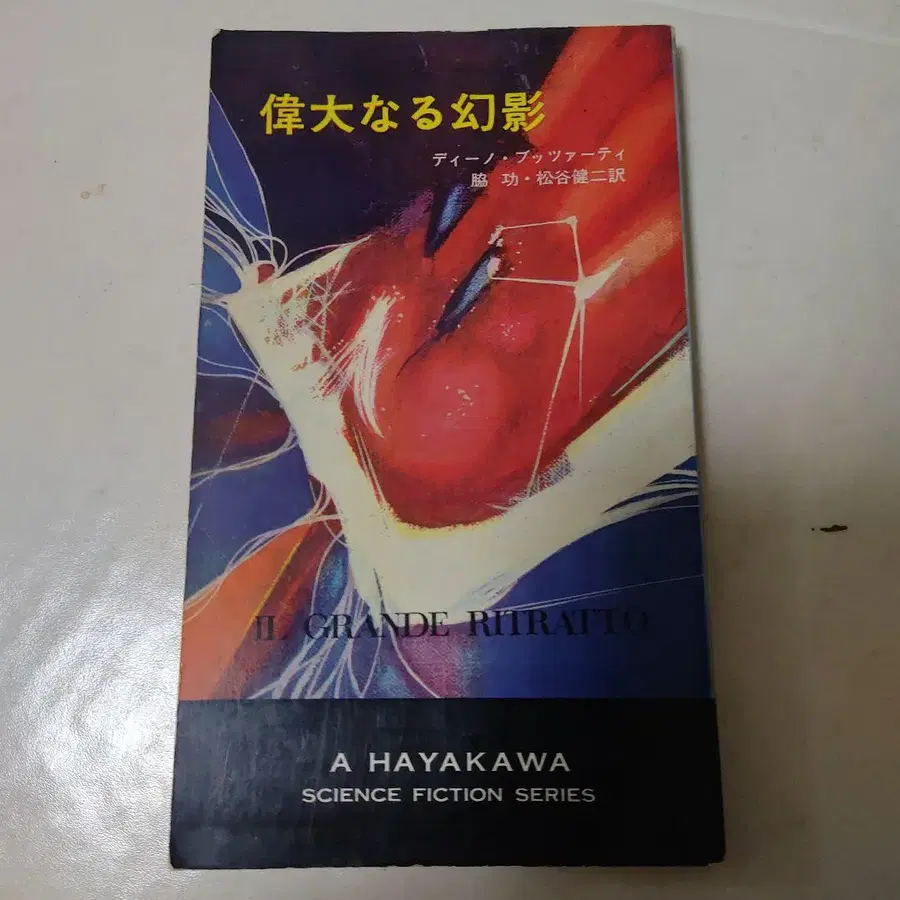 偉大なる幻影
ディーノ・ブッツァーティ
脇 功・松谷健二訳
IL GRANDE RITRATTO
A HAYAKAWA
SCIENCE FICTION SERIES